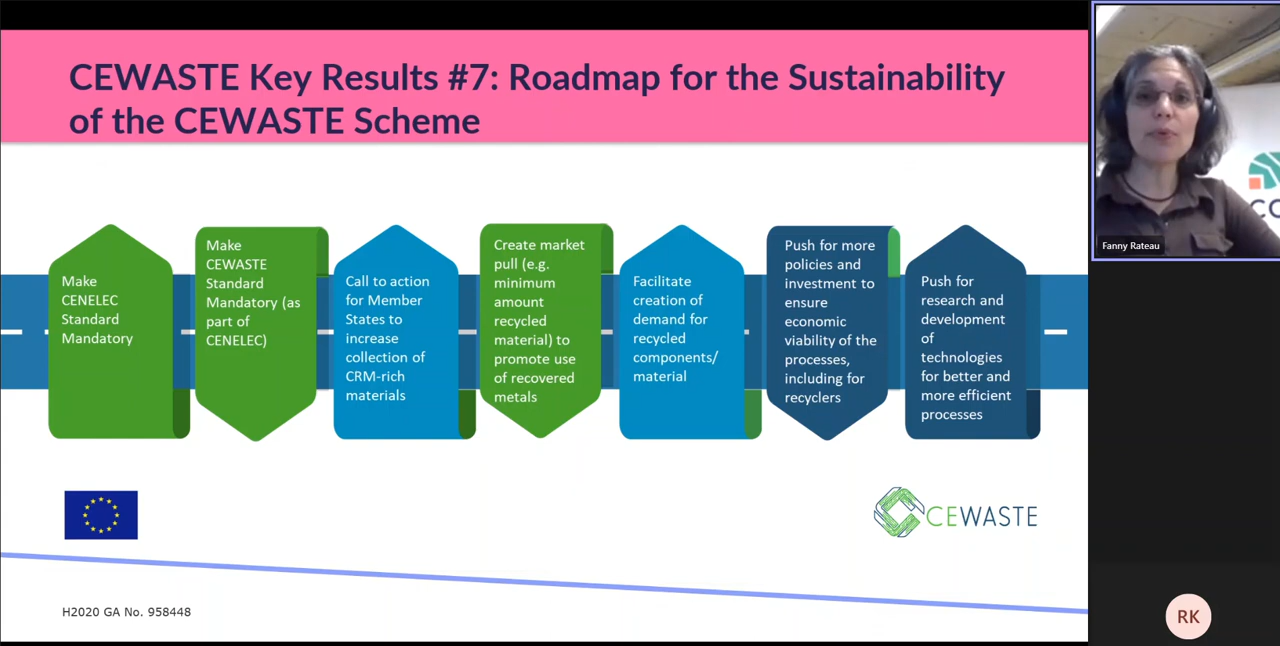 CEWASTE Key Results #7: Roadmap for the Sustainability
of the CEWASTE Scheme
Make
CENELEC
Standard
Mandatory
Make
CEWASTE
Standard
Mandatory (as
part of
CENELEC)
Call to action
for Member
States to
increase
collection of
CRM-rich
materials
Create market
pull (e.g.
minimum
amount
recycled
material) to
promote use
of recovered
metals
Facilitate
creation of
demand for
recycled
components/
material
Push for more
policies and
investment to
ensure
economic
viability of the
processes,
including for
recyclers
Push for
research and
development
of
technologies
for better and
more efficient
processes
CEWASTE
H2020 GA No. 958448
Fanny Rateau
RK